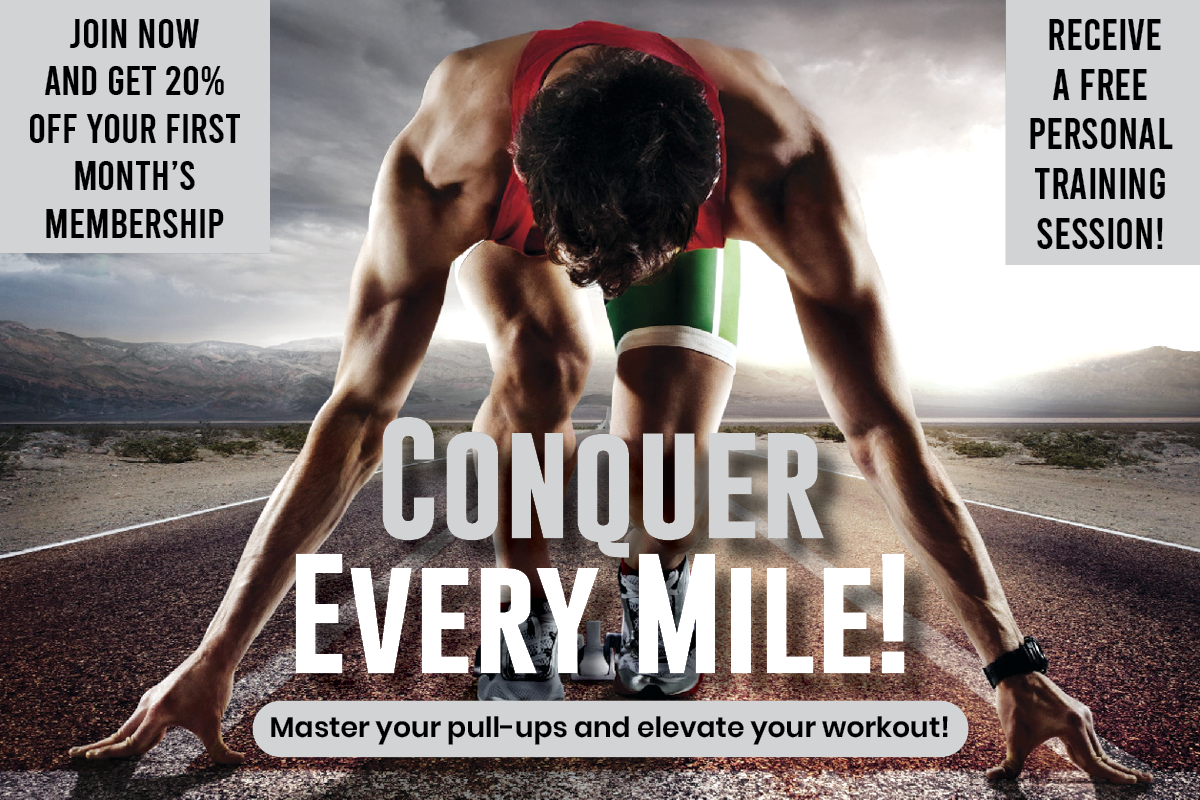 JOIN NOW
AND GET 20%
OFF YOUR FIRST
MONTH'S
MEMBERSHIP
RECEIVE
A FREE
PERSONAL
TRAINING
SESSION!
CONQUER
EVERY MILE!
Master your pull-ups and elevate your workout!